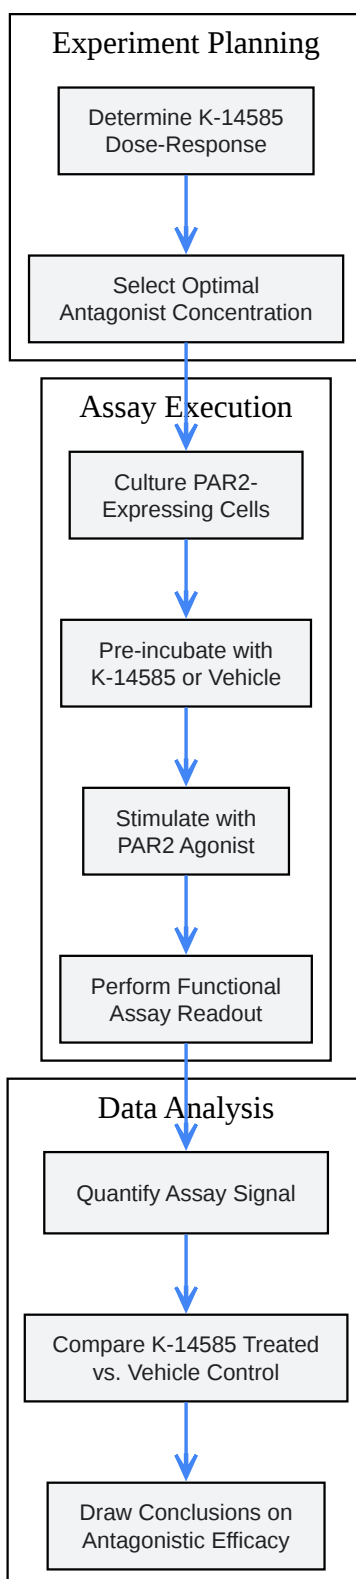 Experiment Planning
Determine K-14585
Dose-Response
Select Optimal
Antagonist Concentration
Assay Execution
Culture PAR2-
Expressing Cells
Pre-incubate with
K-14585 or Vehicle
Stimulate with
PAR2 Agonist
Perform Functional
Assay Readout
Data Analysis
Quantify Assay Signal
Compare K-14585 Treated
vs. Vehicle Control
Draw Conclusions on
Antagonistic Efficacy